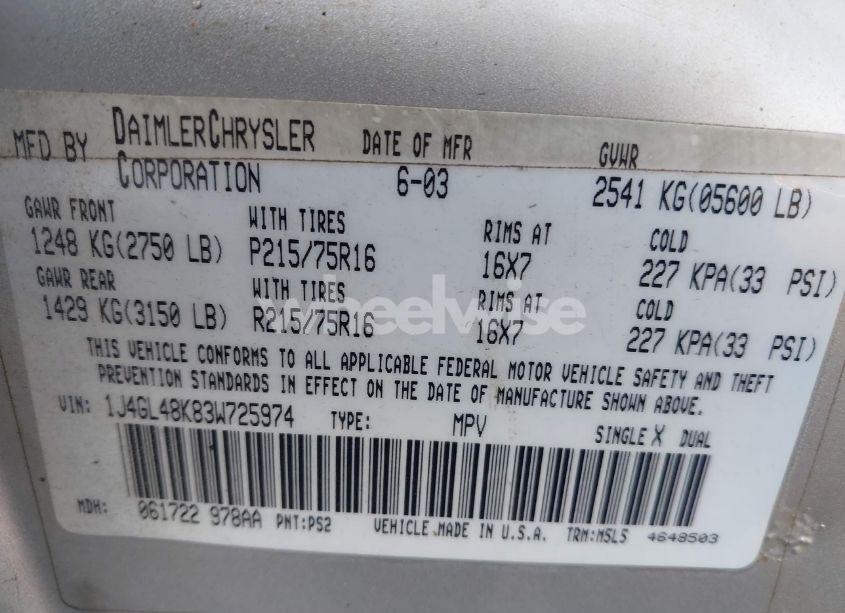 MFD BY DAIMLERCHRYSLER CORPORATION DATE OF MFR 6-03 GVWR 2541 KG(05600 LB)
GAWR FRONT WITH TIRES RIMS AT COLD
1248 KG(2750 LB) P215/75R16 16X7 227 KPA(33 PSI)
GAWR REAR WITH TIRES RIMS AT COLD
1429 KG(3150 LB) R215/75R16 16X7 227 KPA(33 PSI)
THIS VEHICLE CONFORMS TO ALL APPLICABLE FEDERAL MOTOR VEHICLE SAFETY AND THEFT
PREVENTION STANDARDS IN EFFECT ON THE DATE OF MANUFACTURE SHOWN ABOVE.
VIN: 1J4GL48K83W725974 TYPE: MPV SINGLE X DUAL
MDH: 061722 978AA PNT:PS2 VEHICLE MADE IN U.S.A. TRM:M5L5 4648503
wheelwise